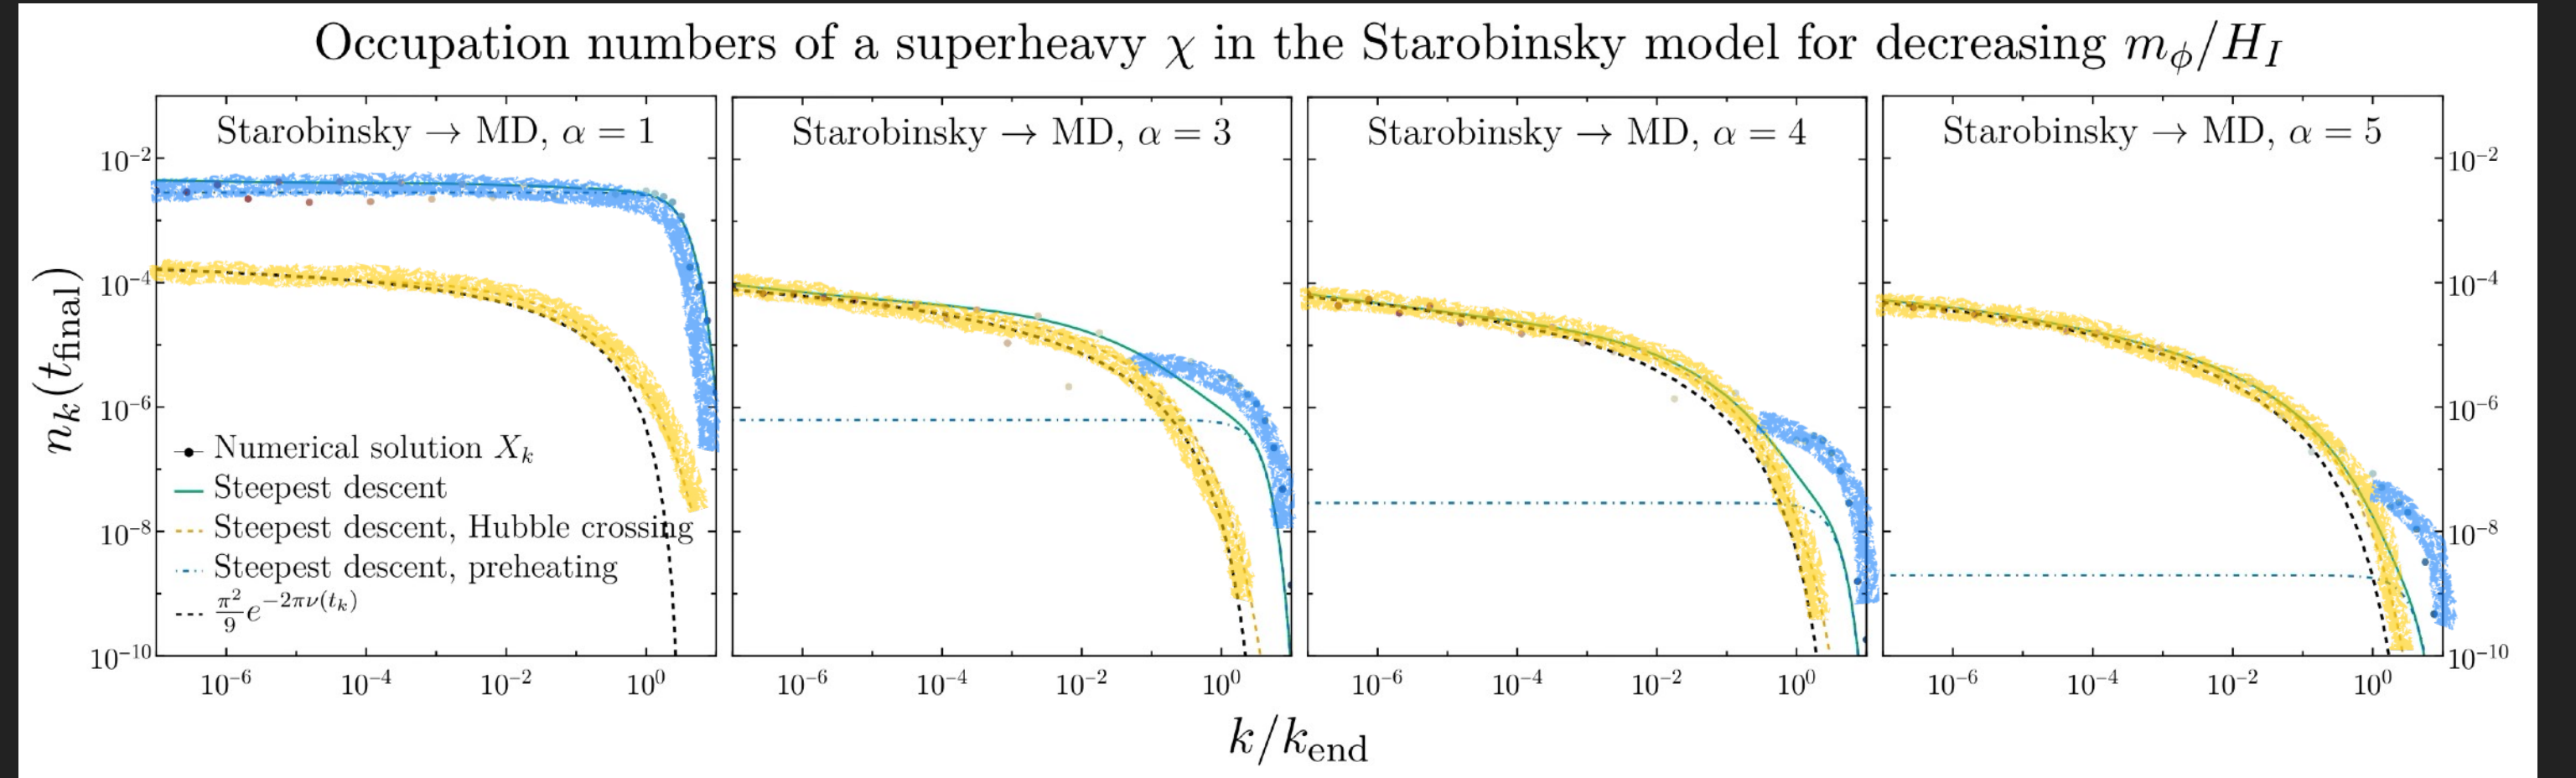 Occupation numbers of a superheavy χ in the Starobinsky model for decreasing m_ϕ/H_I
Starobinsky → MD, α = 1
Starobinsky → MD, α = 3
Starobinsky → MD, α = 4
Starobinsky → MD, α = 5
n_k(t_final)
10^−2
10^−4
10^−6
10^−8
10^−10
Numerical solution X_k
Steepest descent
Steepest descent, Hubble crossing
Steepest descent, preheating
π^2/9 e^−2πν(t_k)
10^−2
10^−4
10^−6
10^−8
10^−10
10^−6 10^−4 10^−2 10^0
10^−6 10^−4 10^−2 10^0
10^−6 10^−4 10^−2 10^0
10^−6 10^−4 10^−2 10^0
k/k_end